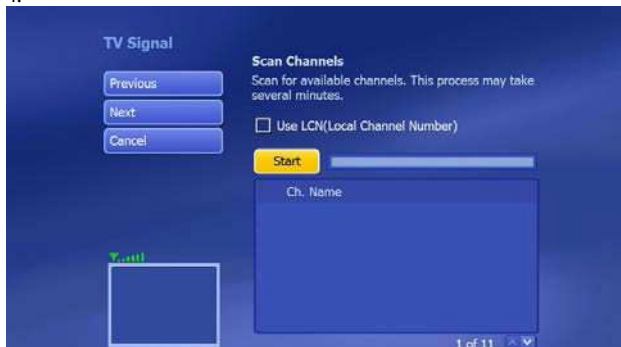 TV Signal
Scan Channels
Previous
Scan for available channels. This process may take
several minutes.
Next
Use LCN(Local Channel Number)
Cancel
Start
Ch. Name
1 of 11